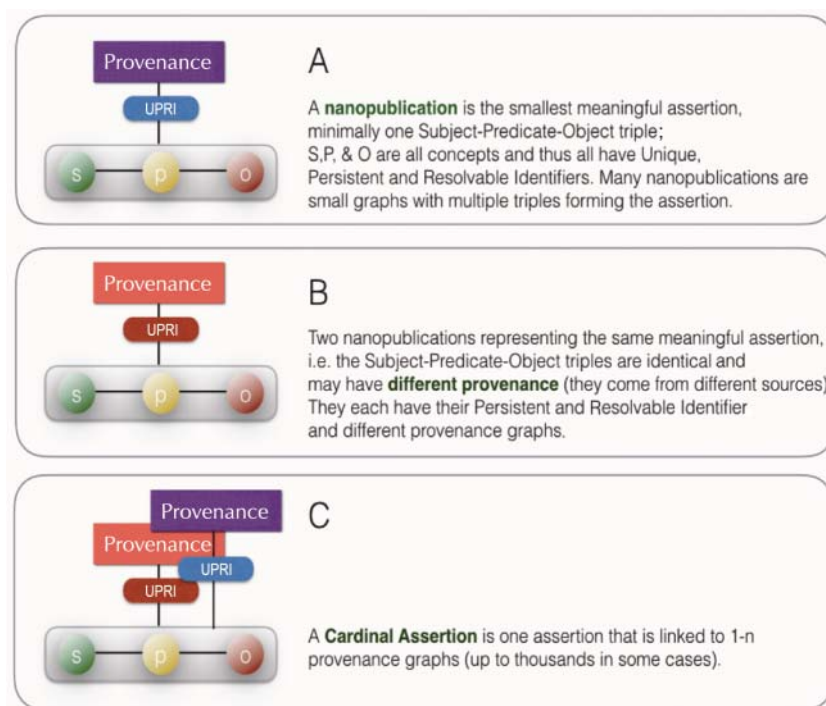 Provenance
UPRI
s p o
A
A nanopublication is the smallest meaningful assertion,
minimally one Subject-Predicate-Object triple;
S,P, & O are all concepts and thus all have Unique,
Persistent and Resolvable Identifiers. Many nanopublications are
small graphs with multiple triples forming the assertion.
Provenance
UPRI
s p o
B
Two nanopublications representing the same meaningful assertion,
i.e. the Subject-Predicate-Object triples are identical and
may have different provenance (they come from different sources)
They each have their Persistent and Resolvable Identifier
and different provenance graphs.
Provenance
Provenance
UPRI
UPRI
s p o
C
A Cardinal Assertion is one assertion that is linked to 1-n
provenance graphs (up to thousands in some cases).